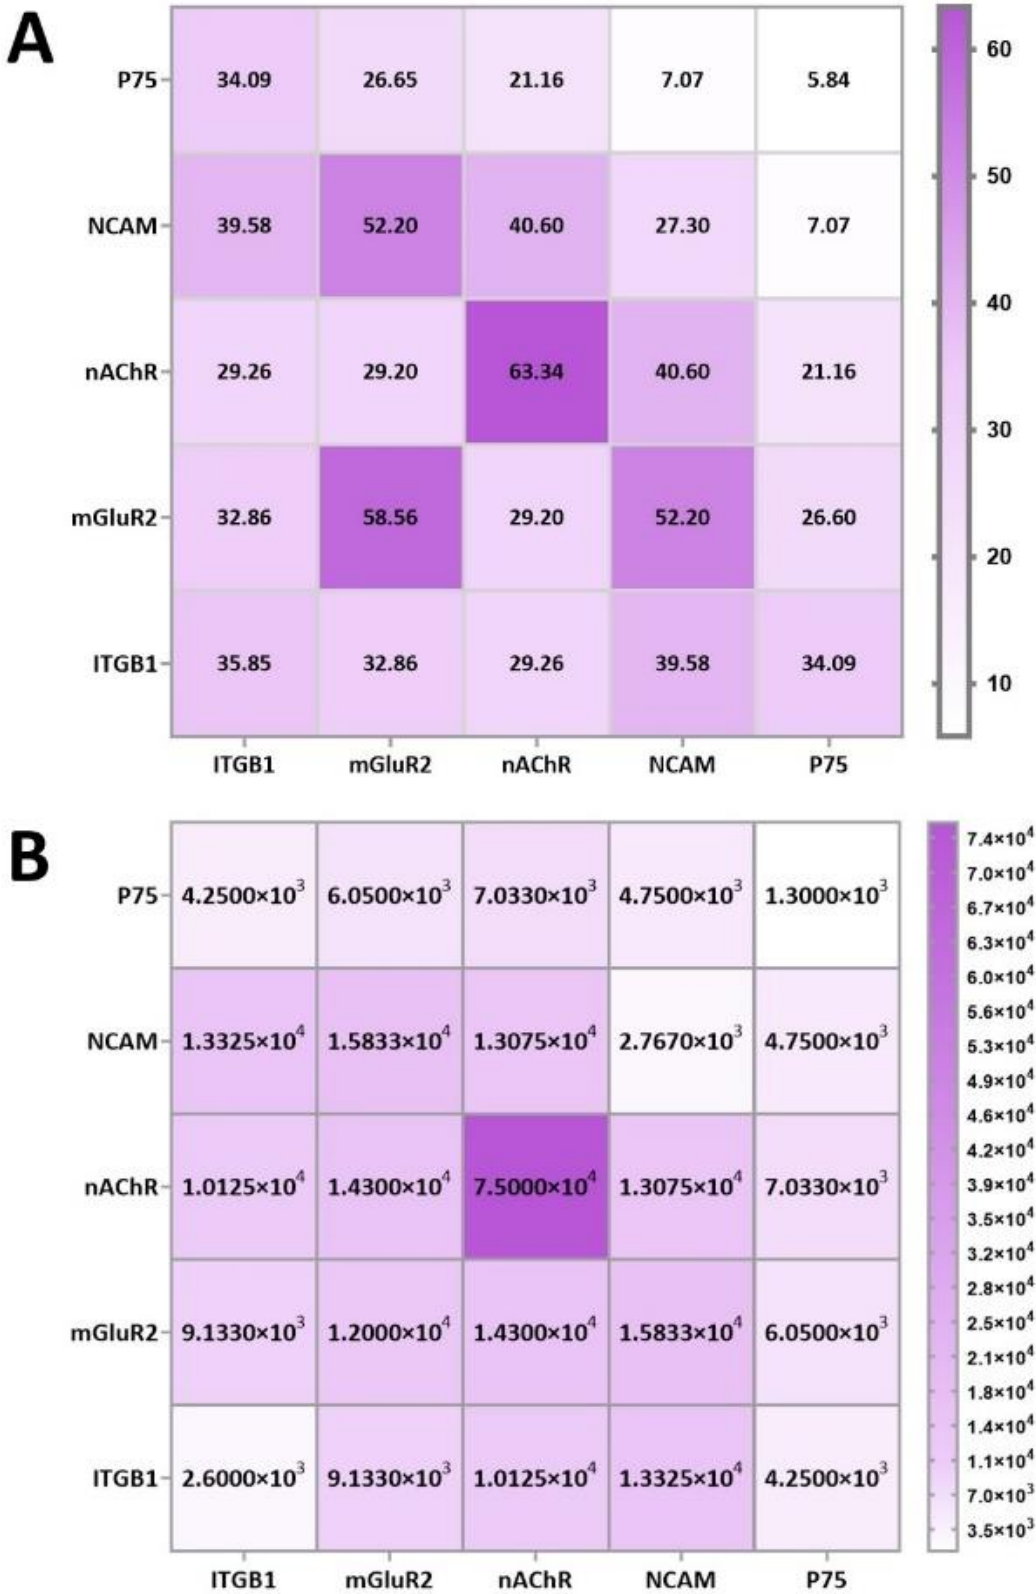 A
P75 34.09 26.65 21.16 7.07 5.84
NCAM 39.58 52.20 40.60 27.30 7.07
nAChR 29.26 29.20 63.34 40.60 21.16
mGluR2 32.86 58.56 29.20 52.20 26.60
ITGB1 35.85 32.86 29.26 39.58 34.09
ITGB1 mGluR2 nAChR NCAM P75
60
50
40
30
20
10
B
P75 4.2500×10³ 6.0500×10³ 7.0330×10³ 4.7500×10³ 1.3000×10³
NCAM 1.3325×10⁴ 1.5833×10⁴ 1.3075×10⁴ 2.7670×10³ 4.7500×10³
nAChR 1.0125×10⁴ 1.4300×10⁴ 7.5000×10⁴ 1.3075×10⁴ 7.0330×10³
mGluR2 9.1330×10³ 1.2000×10⁴ 1.4300×10⁴ 1.5833×10⁴ 6.0500×10³
ITGB1 2.6000×10³ 9.1330×10³ 1.0125×10⁴ 1.3325×10⁴ 4.2500×10³
ITGB1 mGluR2 nAChR NCAM P75
7.4×10⁴
7.0×10⁴
6.7×10⁴
6.3×10⁴
6.0×10⁴
5.6×10⁴
5.3×10⁴
4.9×10⁴
4.6×10⁴
4.2×10⁴
3.9×10⁴
3.5×10⁴
3.2×10⁴
2.8×10⁴
2.5×10⁴
2.1×10⁴
1.8×10⁴
1.4×10⁴
1.1×10⁴
7.0×10³
3.5×10³